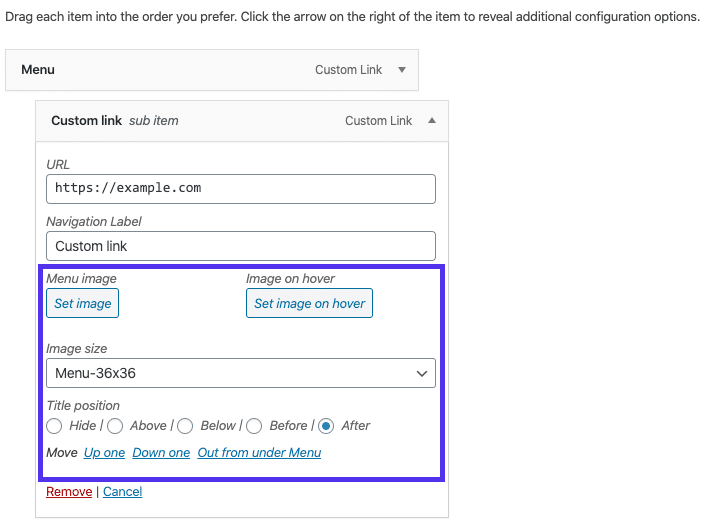 Drag each item into the order you prefer. Click the arrow on the right of the item to reveal additional configuration options.
Menu Custom Link
Custom link sub item Custom Link
URL
https://example.com
Navigation Label
Custom link
Menu image Image on hover
Set image Set image on hover
Image size
Menu-36x36
Title position
Hide | Above | Below | Before | After
Move Up one Down one Out from under Menu
Remove | Cancel